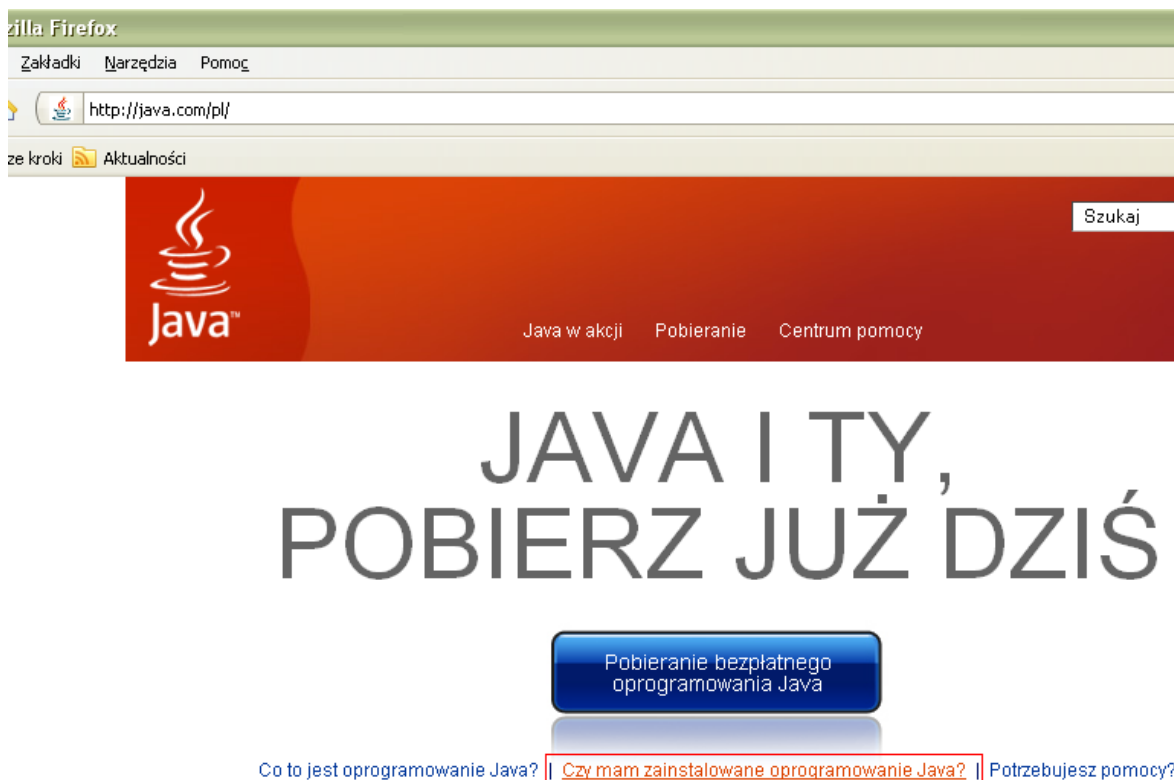 zilla Firefox
Zakładki Narzędzia Pomoc
http://java.com/pl/
ze kroki Aktualności
Szukaj
Java™
Java w akcji Pobieranie Centrum pomocy
JAVA I TY,
POBIERZ JUŻ DZIŚ
Pobieranie bezpłatnego
oprogramowania Java
Co to jest oprogramowanie Java? | Czy mam zainstalowane oprogramowanie Java? | Potrzebujesz pomocy?